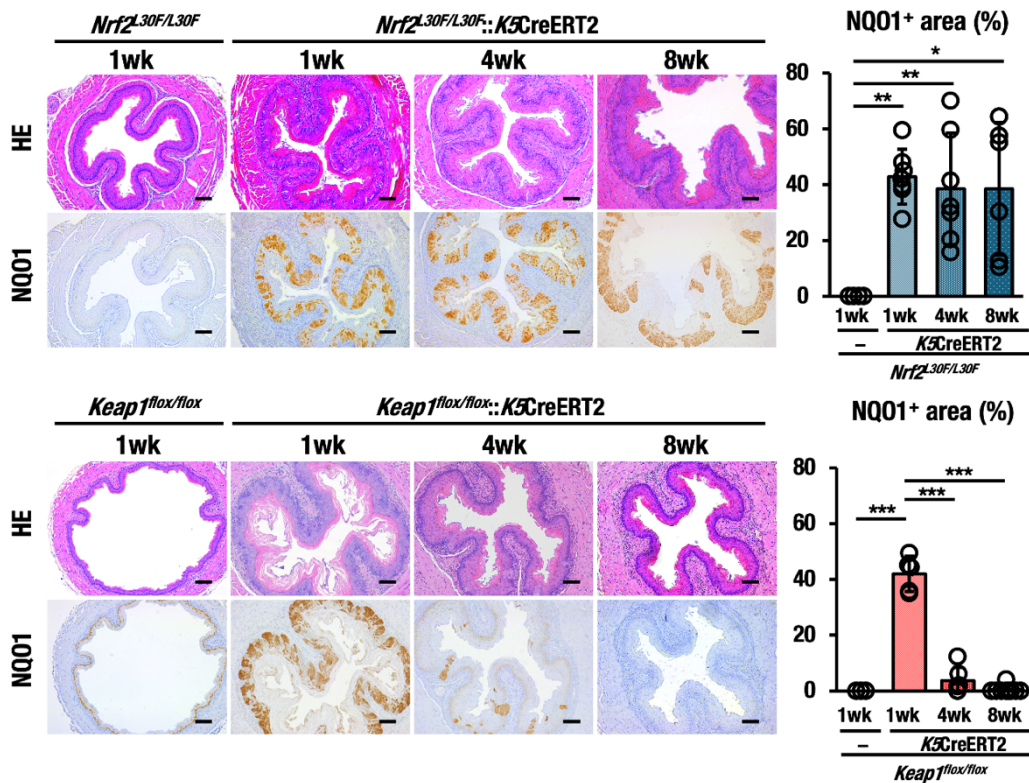 Nrf2L30F/L30F
Nrf2L30F/L30F::K5CreERT2
1wk
1wk
4wk
8wk
HE
NQO1
NQO1+ area (%)
*
**
**
80
60
40
20
0
1wk 1wk 4wk 8wk
– K5CreERT2
Nrf2L30F/L30F
Keap1flox/flox
Keap1flox/flox::K5CreERT2
1wk
1wk
4wk
8wk
HE
NQO1
NQO1+ area (%)
***
***
***
80
60
40
20
0
1wk 1wk 4wk 8wk
– K5CreERT2
Keap1flox/flox